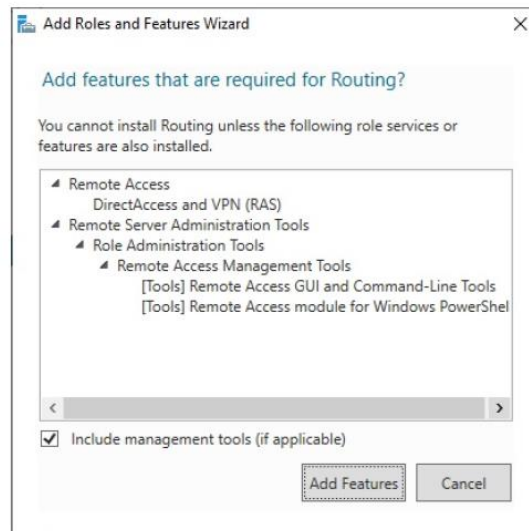 Add Roles and Features Wizard
Add features that are required for Routing?
You cannot install Routing unless the following role services or
features are also installed.
Remote Access
DirectAccess and VPN (RAS)
Remote Server Administration Tools
Role Administration Tools
Remote Access Management Tools
[Tools] Remote Access GUI and Command-Line Tools
[Tools] Remote Access module for Windows PowerShel
Include management tools (if applicable)
Add Features
Cancel